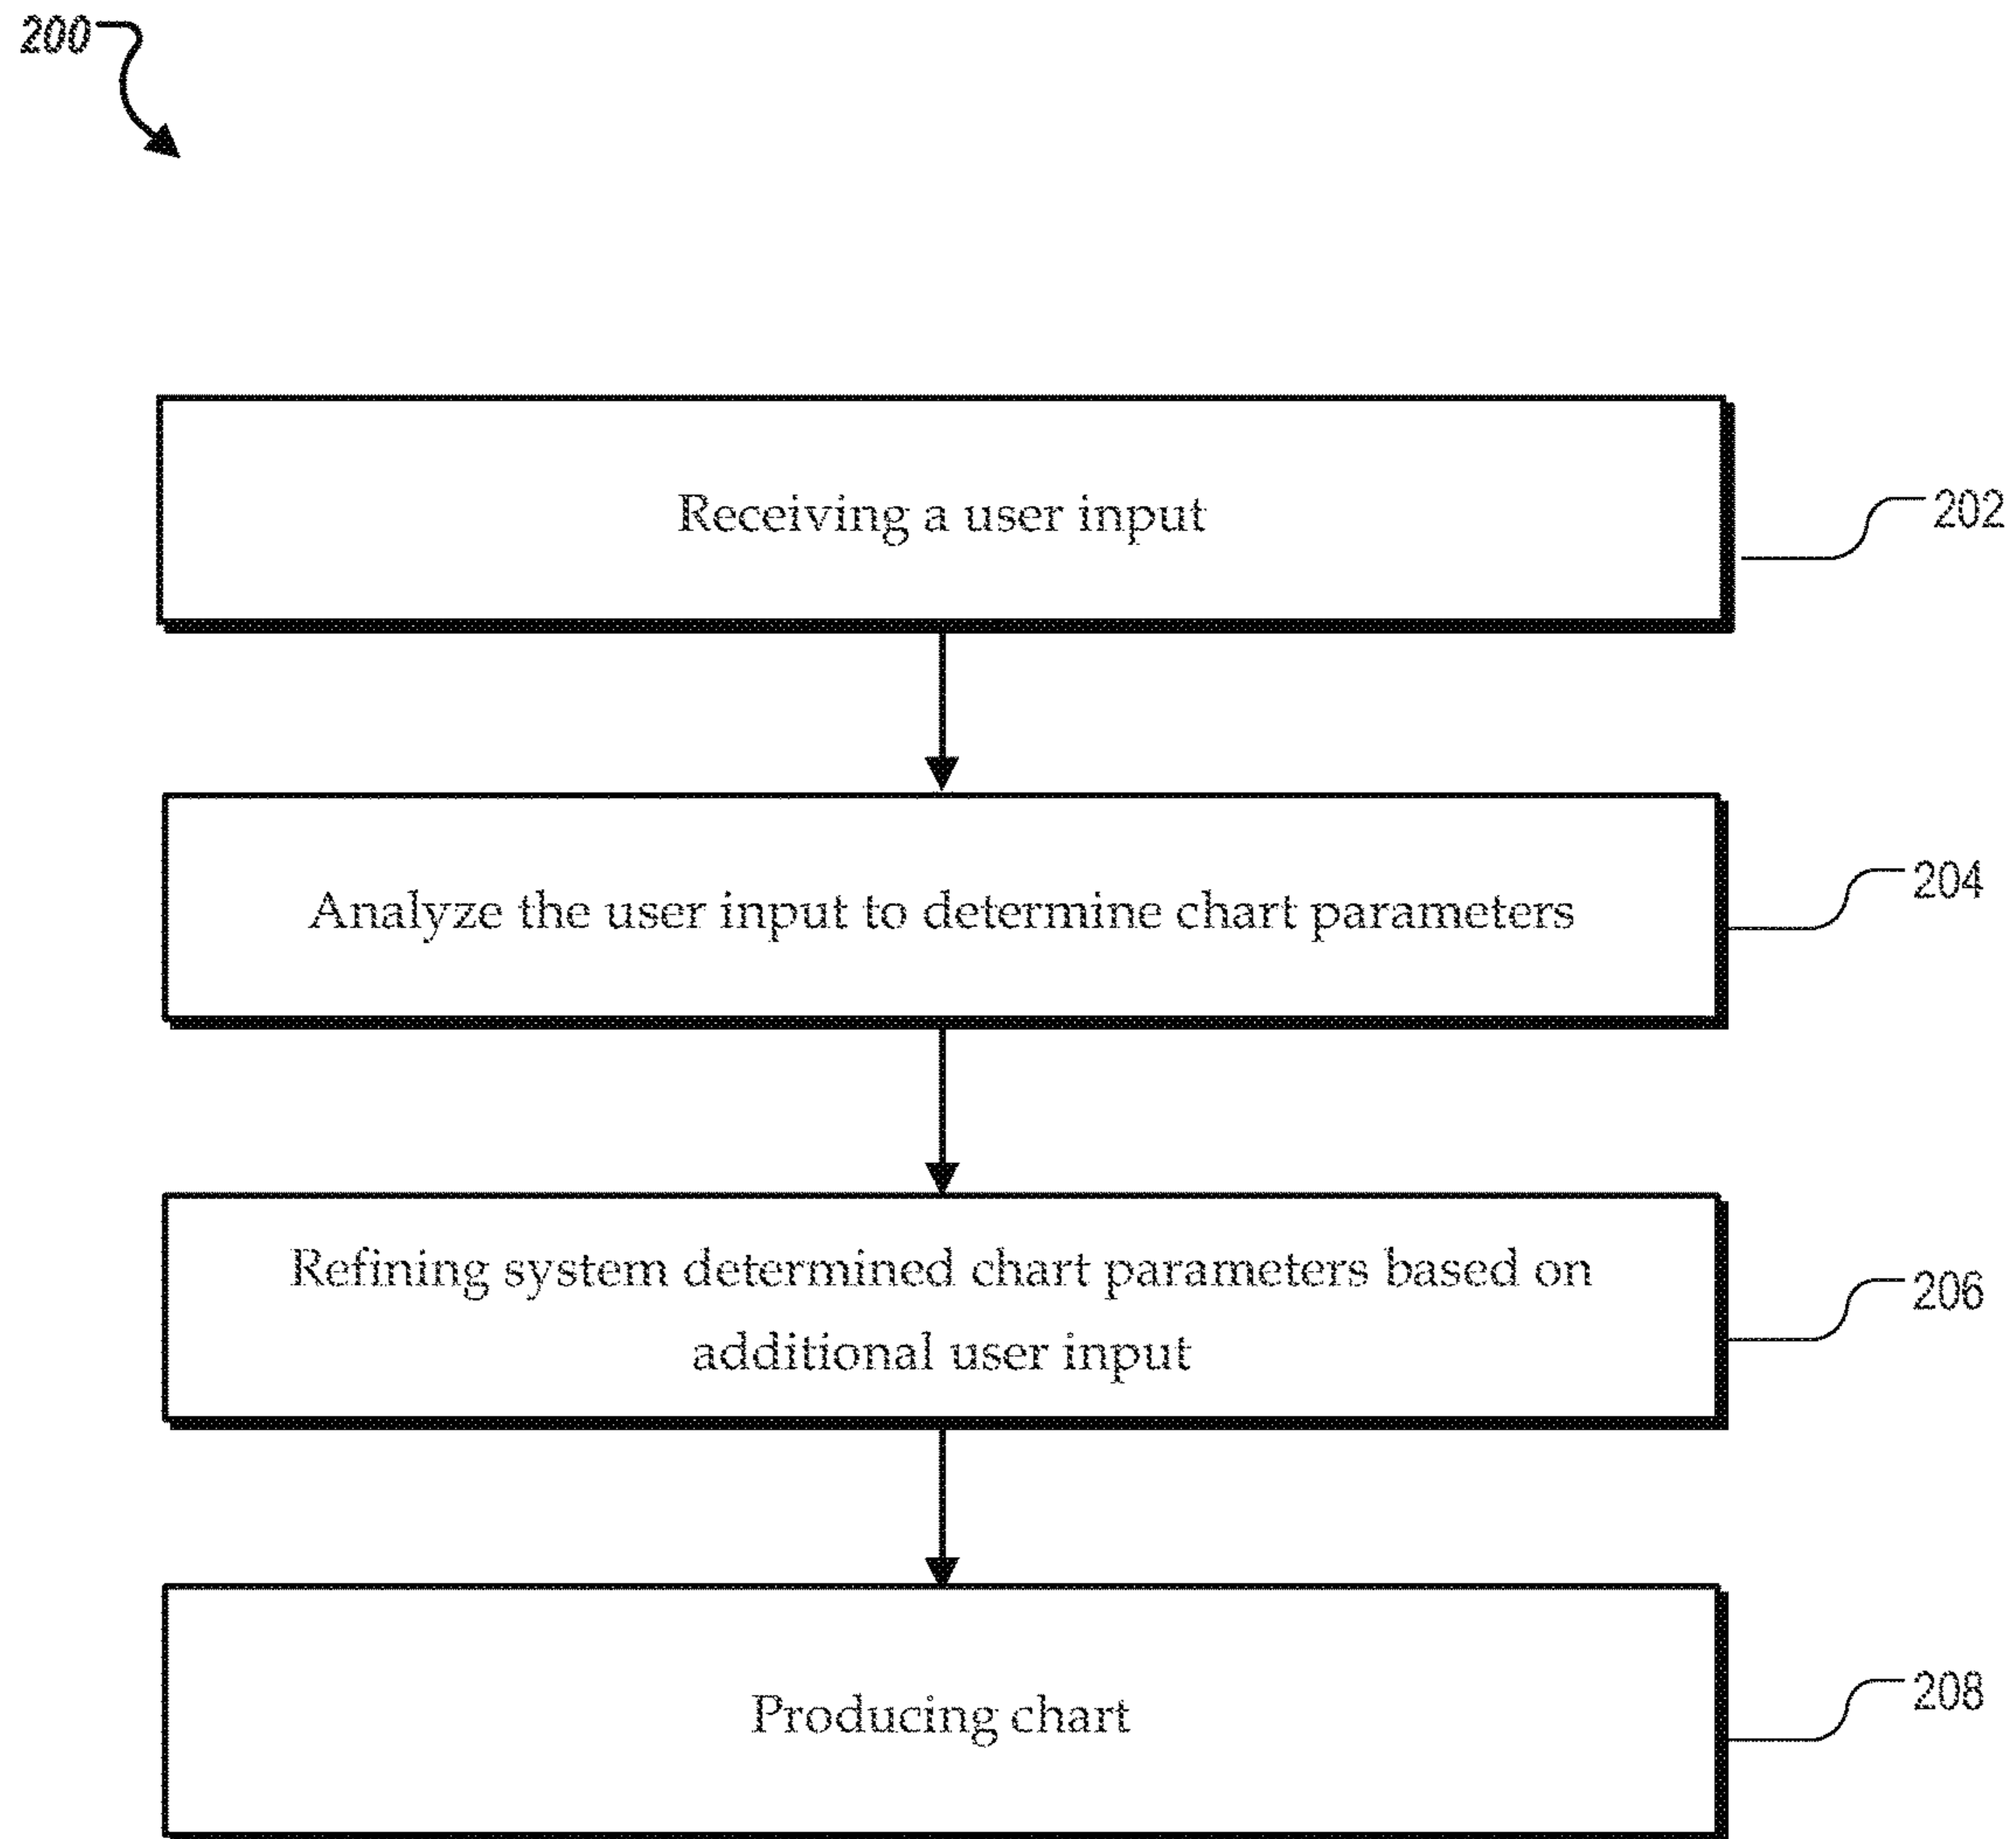 200
Receiving a user input
202
Analyze the user input to determine chart parameters
204
Refining system determined chart parameters based on
additional user input
206
Producing chart
208